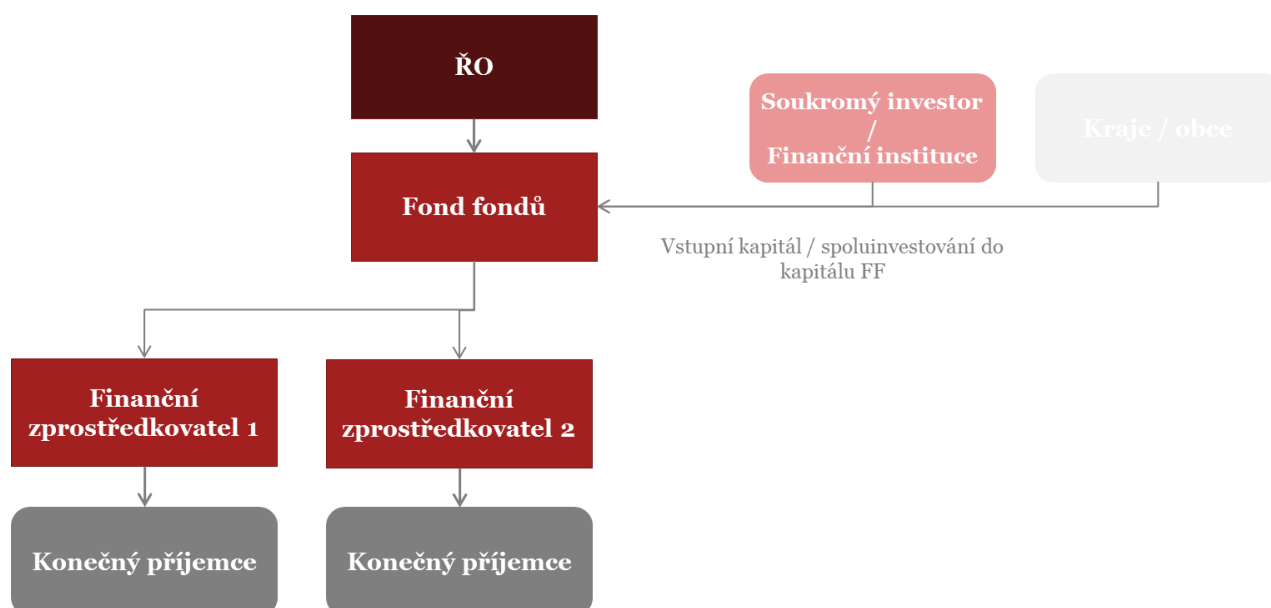 ŘO
Soukromý investor
/
Finanční instituce
Kraje / obce
Fond fondů
Vstupní kapitál / spoluinvestování do
kapitálu FF
Finanční
zprostředkovatel 1
Finanční
zprostředkovatel 2
Konečný příjemce
Konečný příjemce